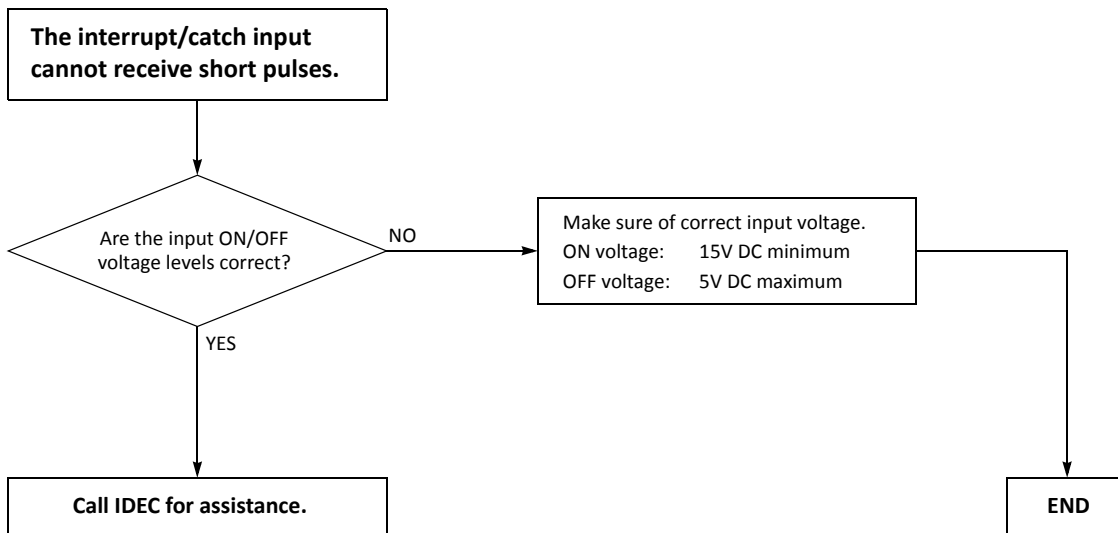 The interrupt/catch input
cannot receive short pulses.
Are the input ON/OFF
voltage levels correct?
NO
Make sure of correct input voltage.
ON voltage: 15V DC minimum
OFF voltage: 5V DC maximum
YES
Call IDEC for assistance.
END